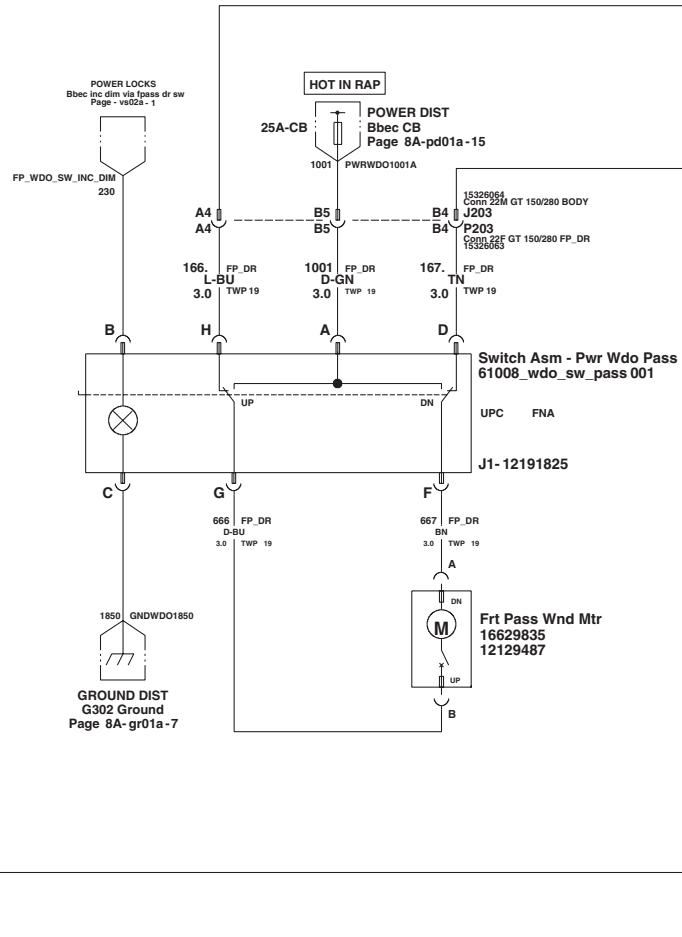 POWER LOCKS
Bbec inc dim via fpass dr sw
Page - vs02a - 1
HOT IN RAP
25A-CB
POWER DIST
Bbec CB
Page 8A-pd01a-15
1001 PWRWDO1001A
FP_WDO_SW_INC_DIM
230
A4
A4
B5
B5
B4
B4
15326064
Conn 22M GT 150/280 BODY
J203
P203
Conn 22F GT 150/280 FP_DR
15326063
166. FP_DR
L-BU
3.0 TWP 19
1001 FP_DR
D-GN
3.0 TWP 19
167. FP_DR
TN
3.0 TWP 19
B
H
A
D
Switch Asm - Pwr Wdo Pass
61008_wdo_sw_pass 001
UP
DN
UPC FNA
J1-12191825
C
G
F
666 FP_DR
D-BU
3.0 TWP 19
667 FP_DR
BN
3.0 TWP 19
A
DN
M
UP
B
Frt Pass Wnd Mtr
16629835
12129487
1850 GNDWDO1850
GROUND DIST
G302 Ground
Page 8A-gr01a-7